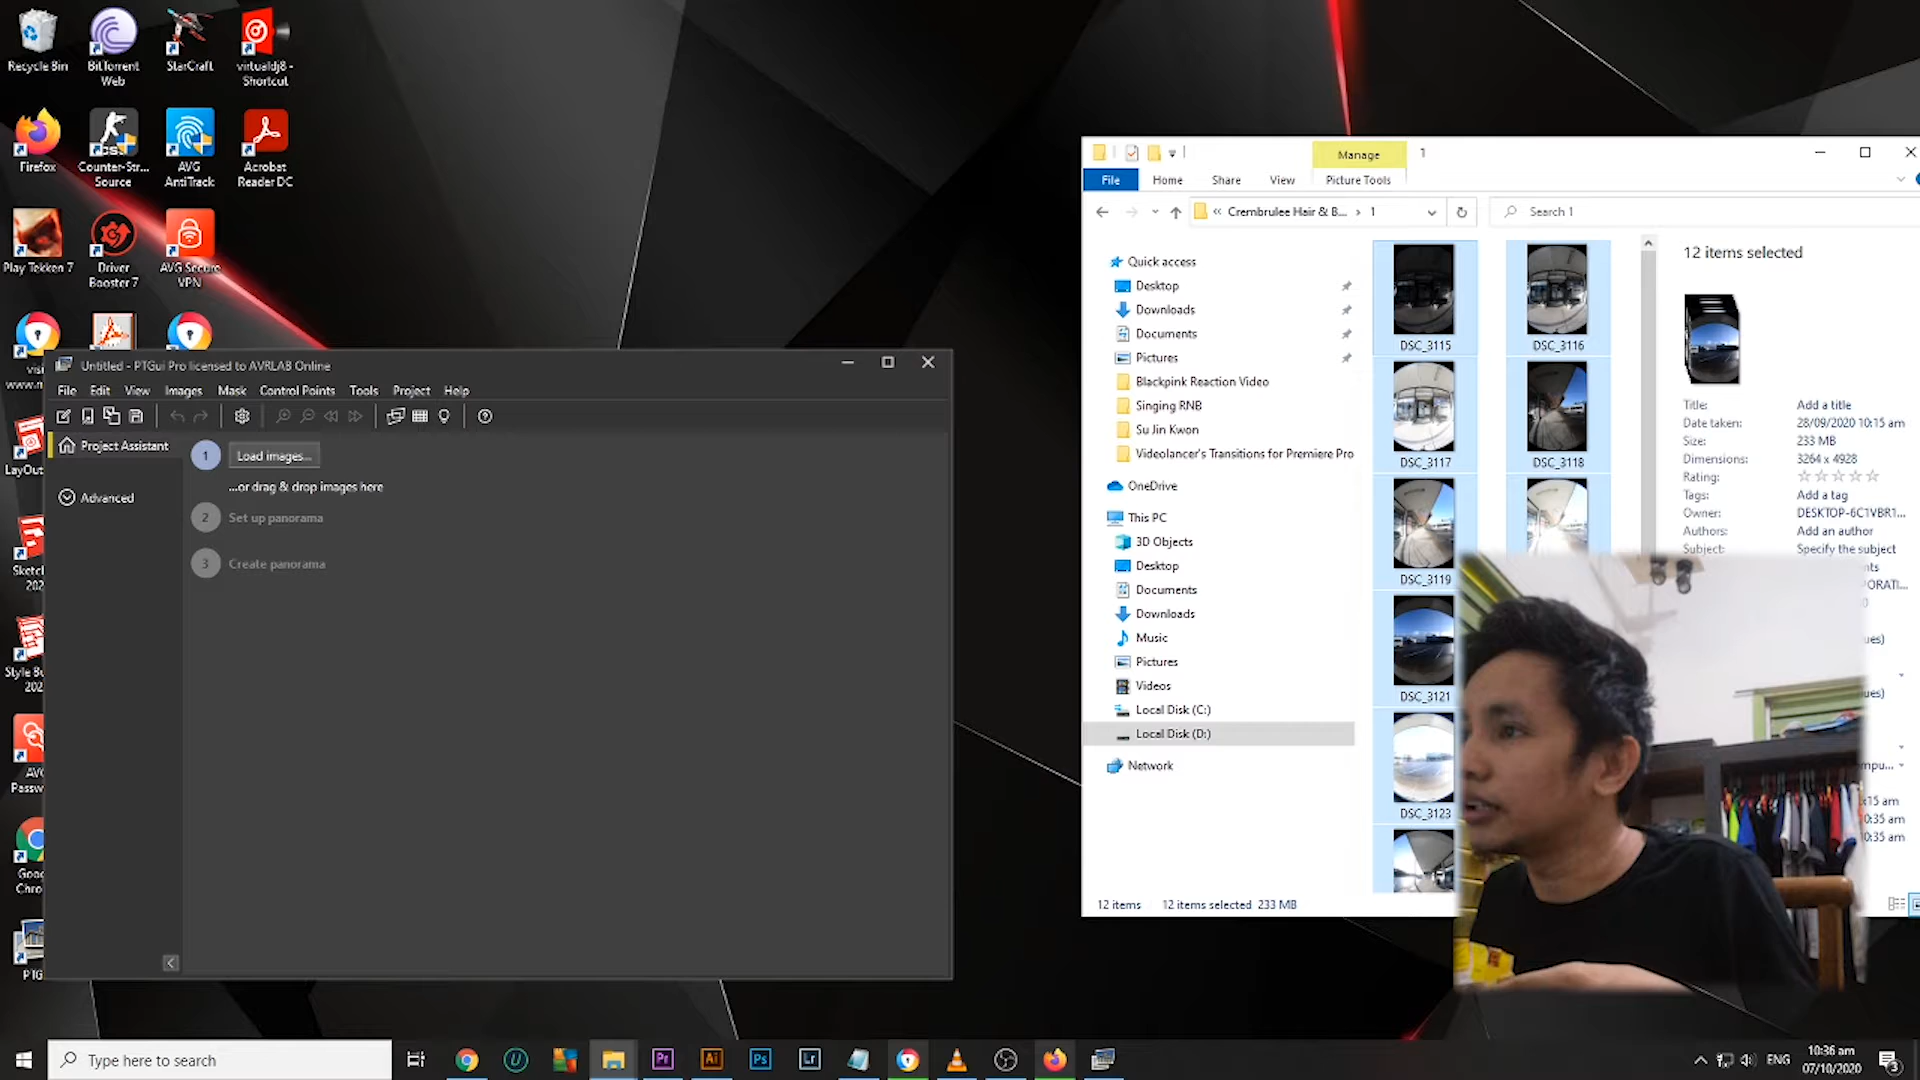 Recycle Bin
BitTorrent
Web
StarCraft
virtualdj8 -
Shortcut
Firefox
Counter-Str...
Source
AVG
AntiTrack
Acrobat
Reader DC
Play Tekken 7
Driver
Booster 7
AVG Secure
VPN
Untitled - PTGui Pro licensed to AVRLAB Online
File Edit View Images Mask Control Points Tools Project Help
Project Assistant
1 Load images...
...or drag & drop images here
Advanced
2 Set up panorama
3 Create panorama
Manage 1
File Home Share View Picture Tools
« Crembrulee Hair & B... › 1
Search 1
Quick access
Desktop
Downloads
Documents
Pictures
Blackpink Reaction Video
Singing RNB
Su Jin Kwon
Videolancer's Transitions for Premiere Pro
OneDrive
This PC
3D Objects
Desktop
Documents
Downloads
Music
Pictures
Videos
Local Disk (C:)
Local Disk (D:)
Network
DSC_3115 DSC_3116
DSC_3117 DSC_3118
DSC_3119
DSC_3121
DSC_3123
12 items selected
Title: Add a title
Date taken: 28/09/2020 10:15 am
Size: 233 MB
Dimensions: 3264 x 4928
Rating:
Tags: Add a tag
Owner: DESKTOP-6C1VBR1...
Authors: Add an author
Subject: Specify the subject
12 items 12 items selected 233 MB
Type here to search
Pr
Ai
Ps
Lr
ENG
10:36 am
07/10/2020
3